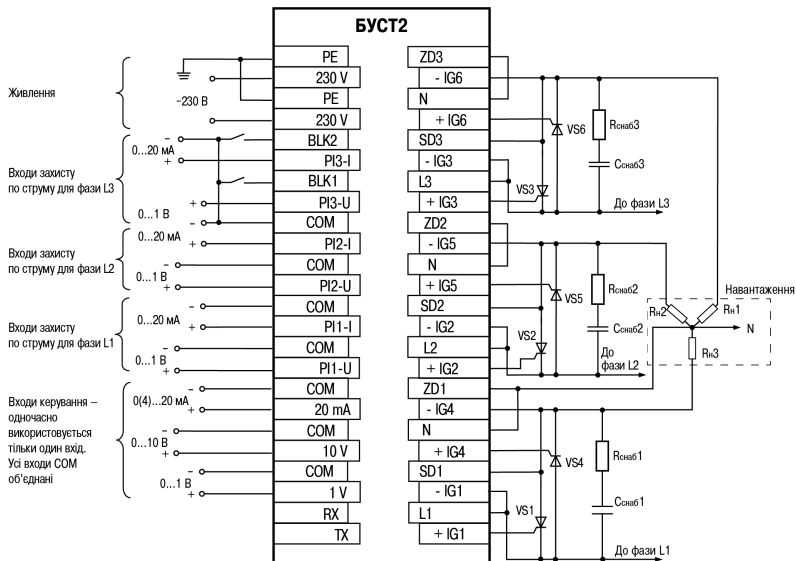 БУСТ2
PE
230 V
PE
230 V
BLK2
PI3-I
BLK1
PI3-U
COM
PI2-I
COM
PI2-U
COM
PI1-I
COM
PI1-U
COM
20 mA
COM
10 V
COM
1 V
RX
TX
ZD3
- IG6
N
+ IG6
SD3
- IG3
L3
+ IG3
ZD2
- IG5
N
+ IG5
SD2
- IG2
L2
+ IG2
ZD1
- IG4
N
+ IG4
SD1
- IG1
L1
+ IG1
Живлення
~230 В
Входи захисту
по струму для фази L3
−
0...20 мА
+
+
0...1 В
−
Входи захисту
по струму для фази L2
0...20 мА
+
−
0...1 В
+
Входи захисту
по струму для фази L1
−
0...20 мА
+
−
0...1 В
+
Входи керування –
одночасно
використовується
тільки один вхід.
Усі входи COM
об'єднані
−
0(4)...20 мА
+
−
0...10 В
+
−
0...1 В
+
VS6
VS3
Rснаб3
Cснаб3
До фази L3
VS5
VS2
Rснаб2
Cснаб2
До
фази L2
Навантаження
Rн2
Rн1
N
Rн3
VS4
VS1
Rснаб1
Cснаб1
До фази L1